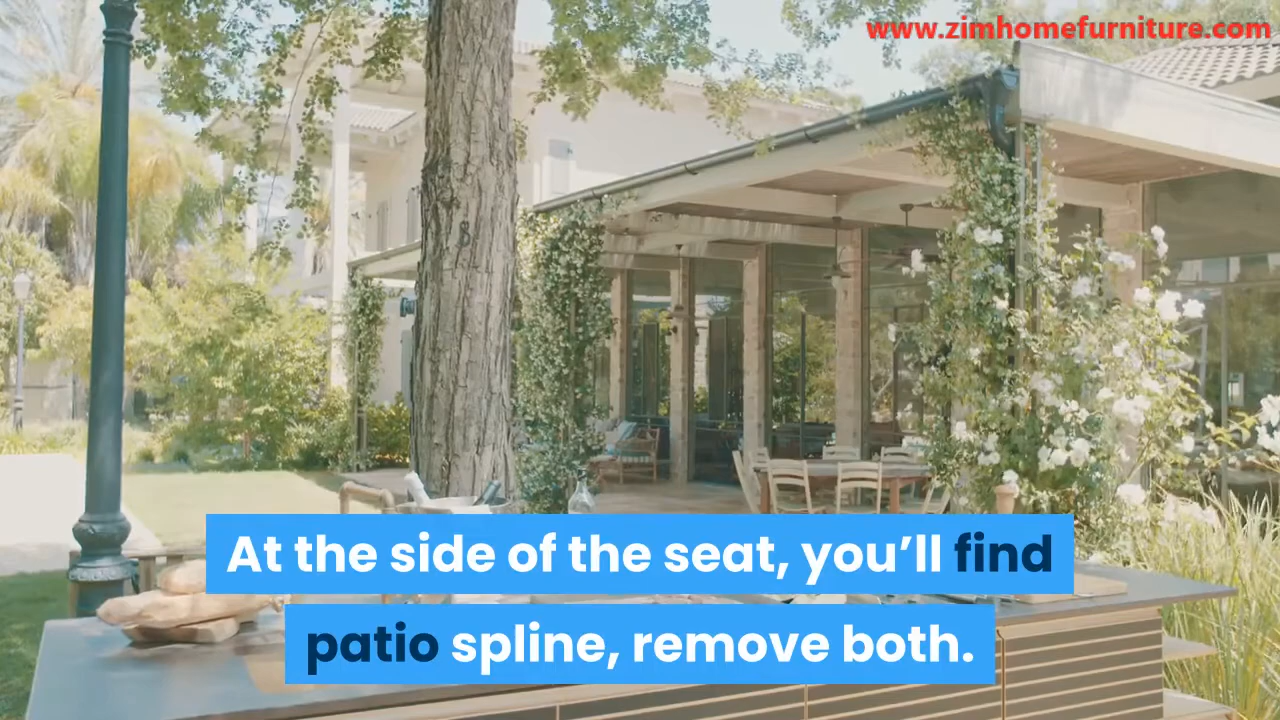 www.zimhomefurniture.com
At the side of the seat, you’ll find
patio spline, remove both.